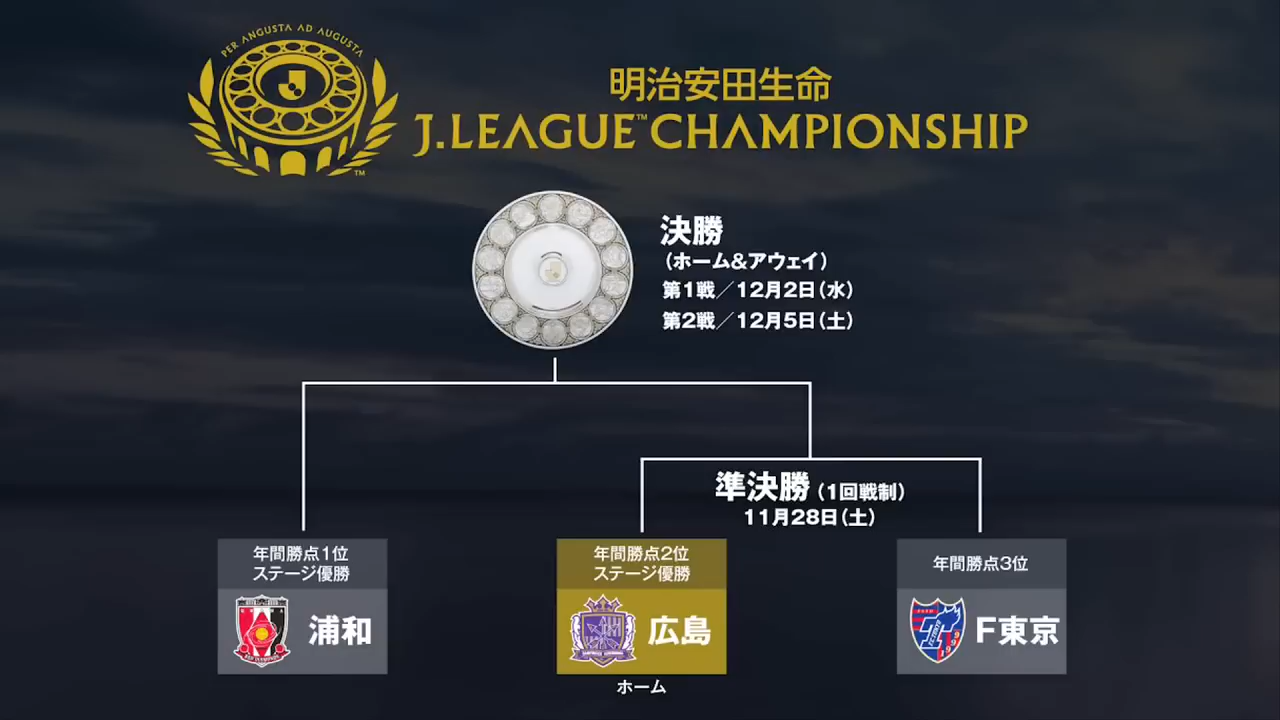 PER ANGUSTA AD AUGUSTA
TM
明治安田生命
J.LEAGUE™ CHAMPIONSHIP
決勝
（ホーム&アウェイ）
第1戦／12月2日（水）
第2戦／12月5日（土）
準決勝（1回戦制）
11月28日（土）
年間勝点1位
ステージ優勝
浦和
年間勝点2位
ステージ優勝
広島
ホーム
年間勝点3位
F東京